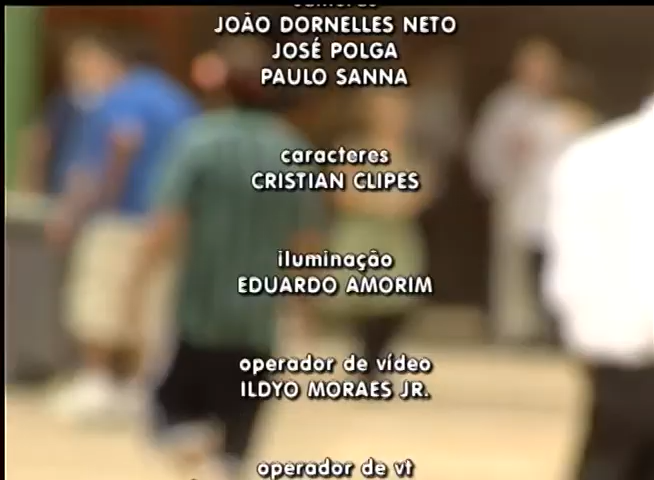 câmeras
JOÃO DORNELLES NETO
JOSÉ POLGA
PAULO SANNA
caracteres
CRISTIAN CLIPES
iluminação
EDUARDO AMORIM
operador de vídeo
ILDYO MORAES JR.
operador de vt